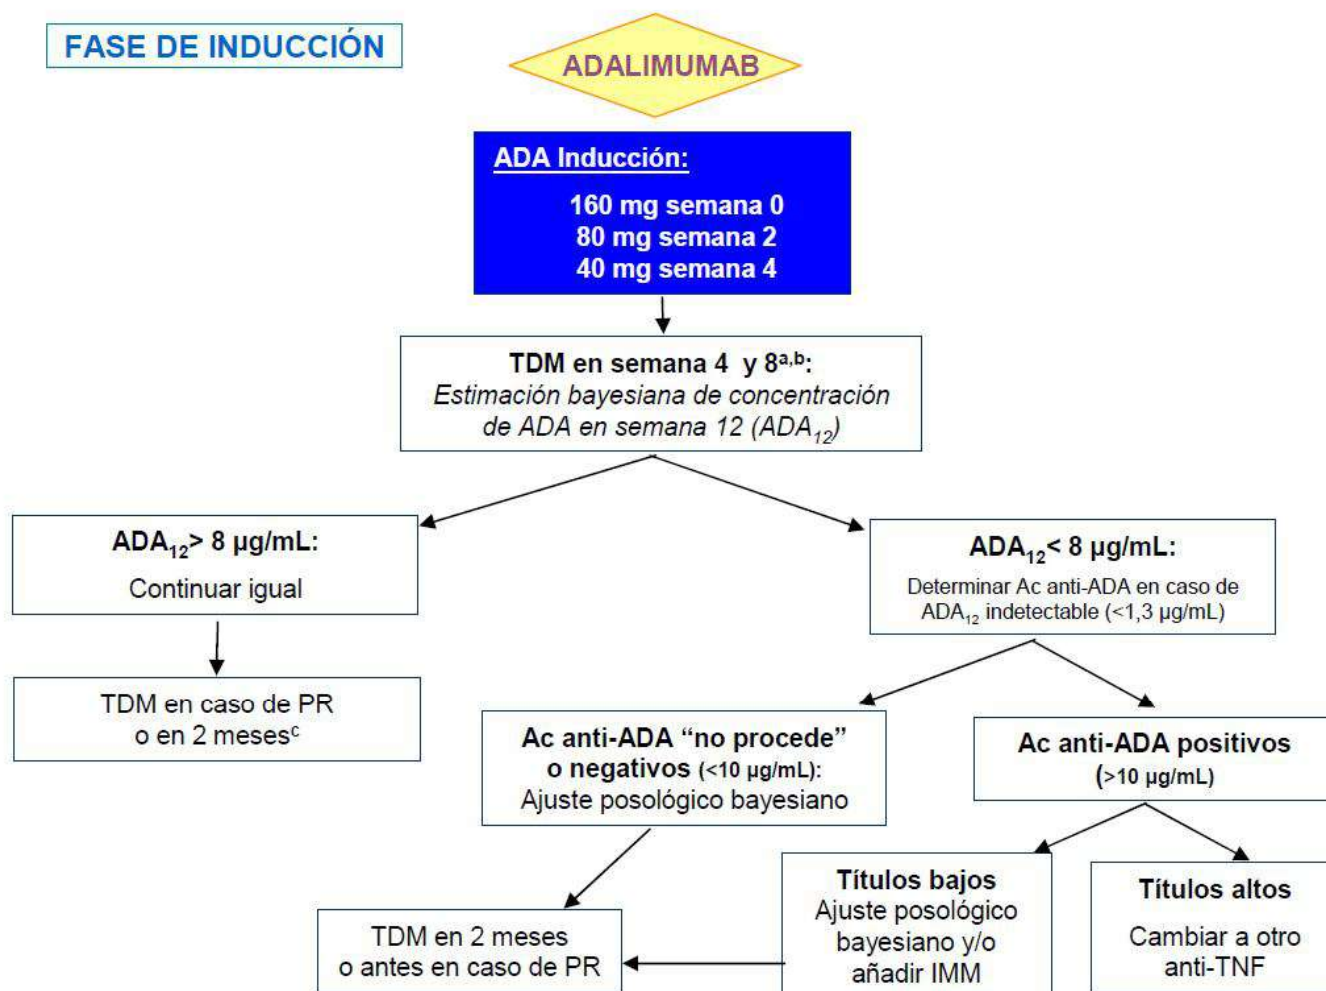 FASE DE INDUCCIÓN
ADALIMUMAB
ADA Inducción:
160 mg semana 0
80 mg semana 2
40 mg semana 4
TDM en semana 4 y 8a,b:
Estimación bayesiana de concentración
de ADA en semana 12 (ADA12)
ADA12> 8 µg/mL:
Continuar igual
TDM en caso de PR
o en 2 mesesc
ADA12< 8 µg/mL:
Determinar Ac anti-ADA en caso de
ADA12 indetectable (<1,3 µg/mL)
Ac anti-ADA “no procede”
o negativos (<10 µg/mL):
Ajuste posológico bayesiano
Ac anti-ADA positivos
(>10 µg/mL)
TDM en 2 meses
o antes en caso de PR
Títulos bajos
Ajuste posológico
bayesiano y/o
añadir IMM
Títulos altos
Cambiar a otro
anti-TNF